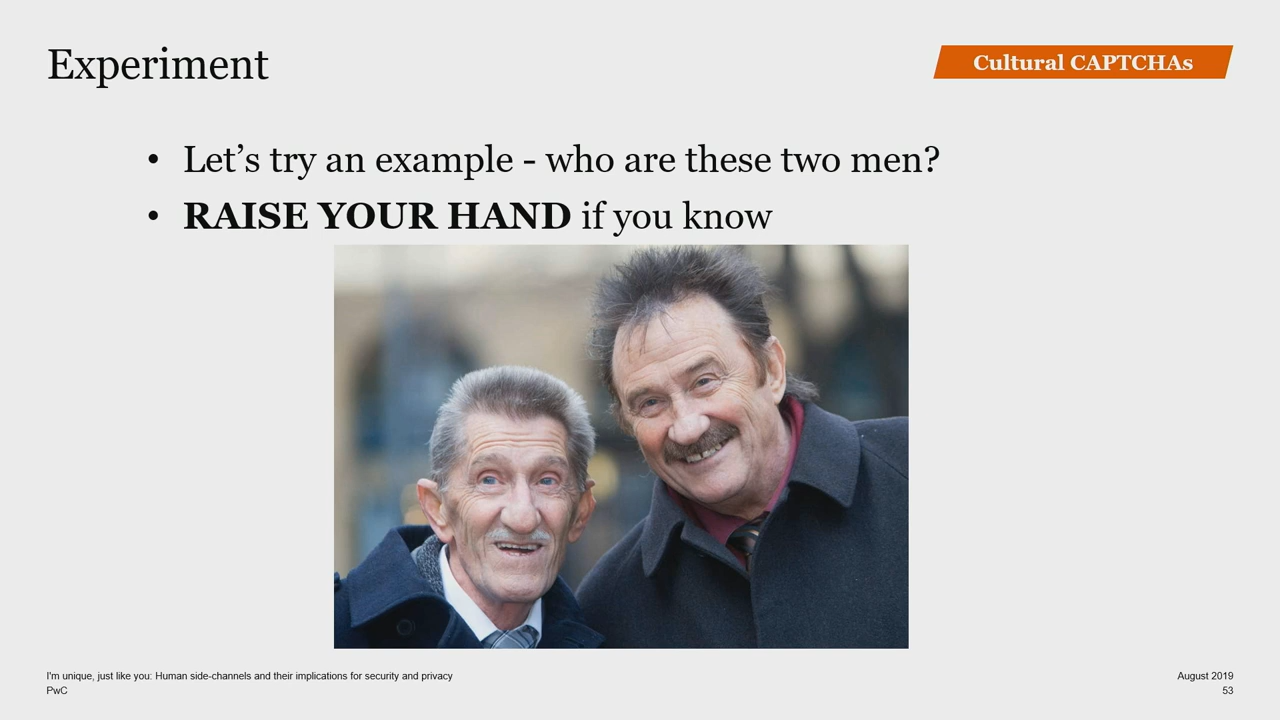 Experiment
Cultural CAPTCHAs
• Let’s try an example - who are these two men?
• RAISE YOUR HAND if you know
I'm unique, just like you: Human side-channels and their implications for security and privacy
PwC
August 2019
53